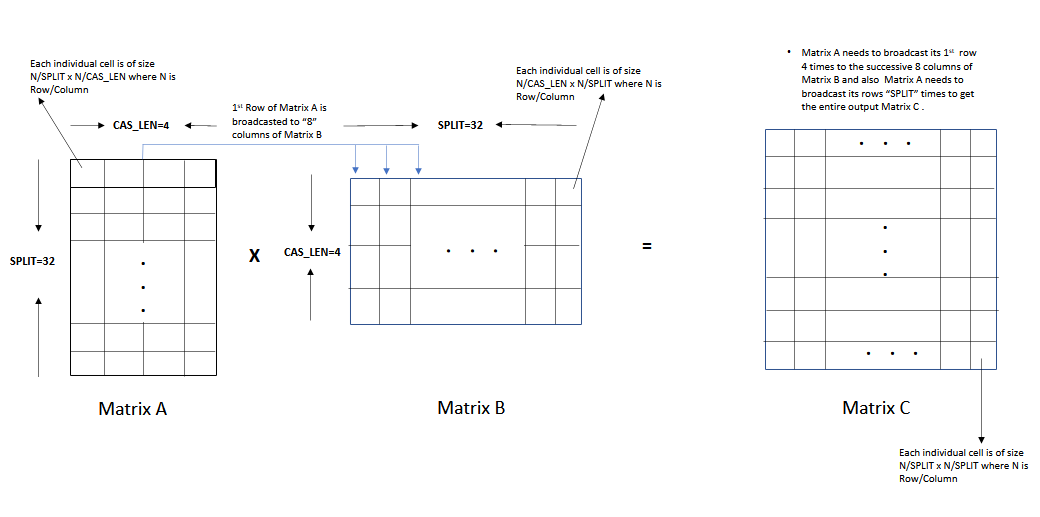 Each individual cell is of size
N/SPLIT x N/CAS_LEN where N is
Row/Column
CAS_LEN=4
1st Row of Matrix A is
broadcasted to “8”
columns of Matrix B
SPLIT=32
Each individual cell is of size
N/CAS_LEN x N/SPLIT where N is
Row/Column
• Matrix A needs to broadcast its 1st row
4 times to the successive 8 columns of
Matrix B and also Matrix A needs to
broadcast its rows “SPLIT” times to get
the entire output Matrix C .
SPLIT=32
X
CAS_LEN=4
=
Matrix A
Matrix B
Matrix C
Each individual cell is of size
N/SPLIT x N/SPLIT where N is
Row/Column